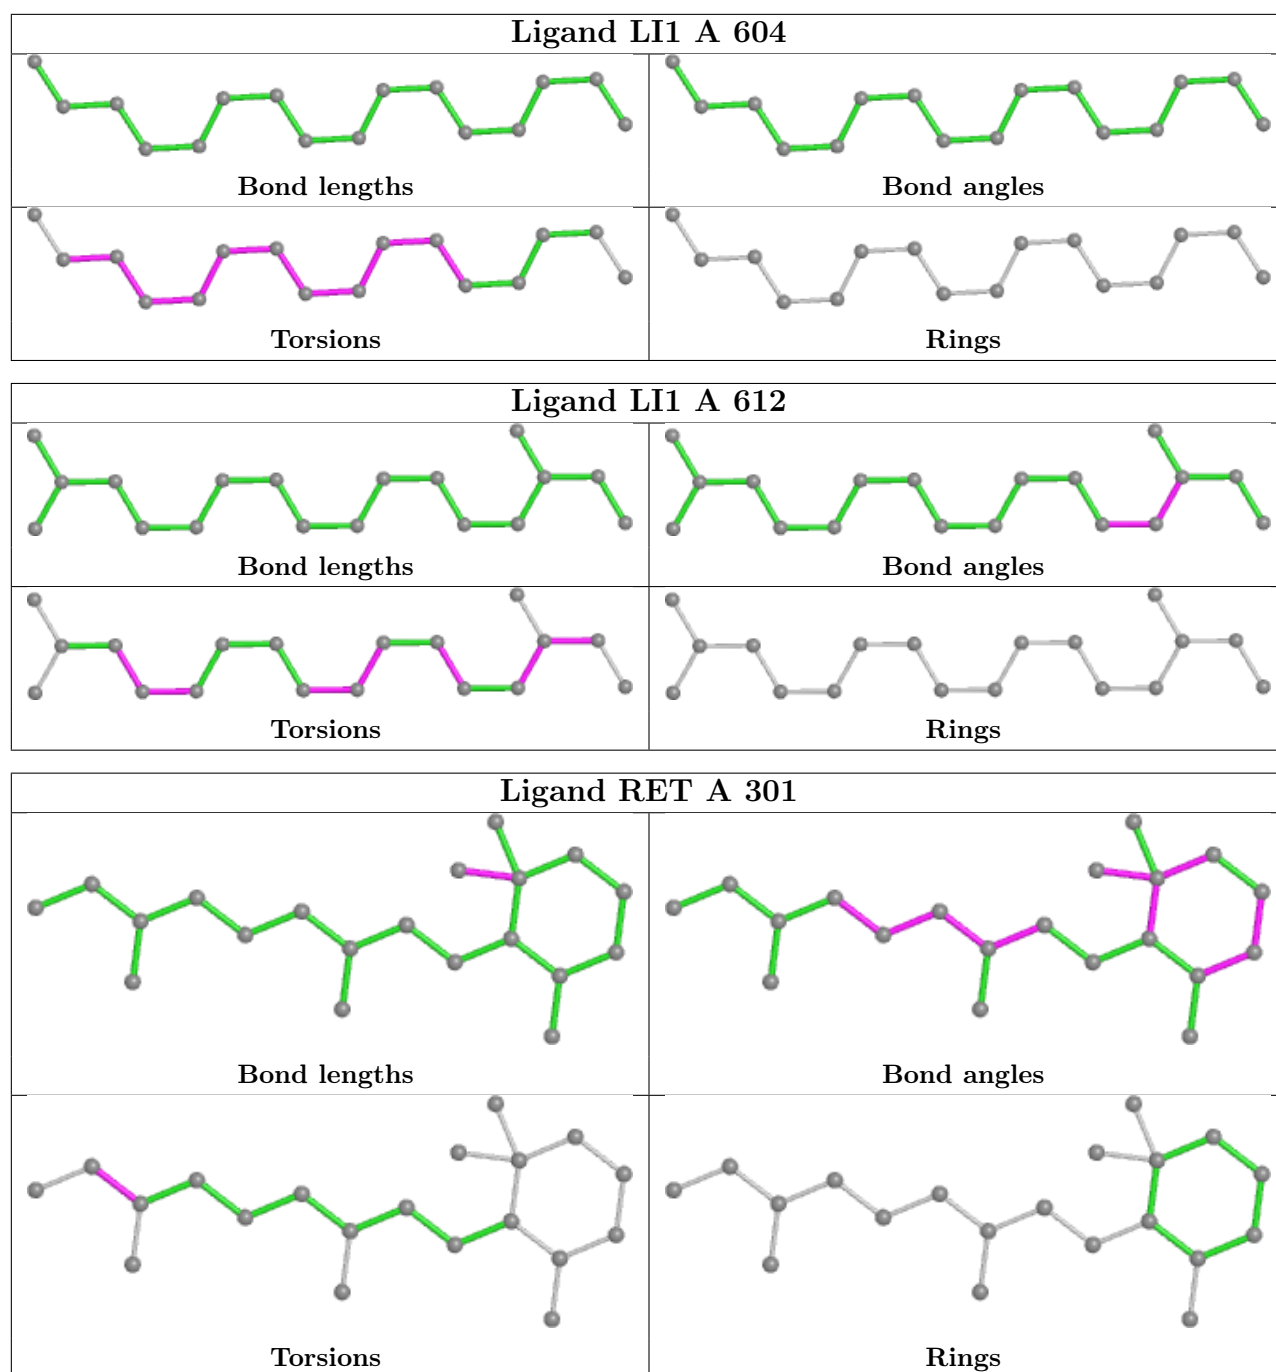 Ligand LI1 A 604
Bond lengths
Bond angles
Torsions
Rings
Ligand LI1 A 612
Bond lengths
Bond angles
Torsions
Rings
Ligand RET A 301
Bond lengths
Bond angles
Torsions
Rings